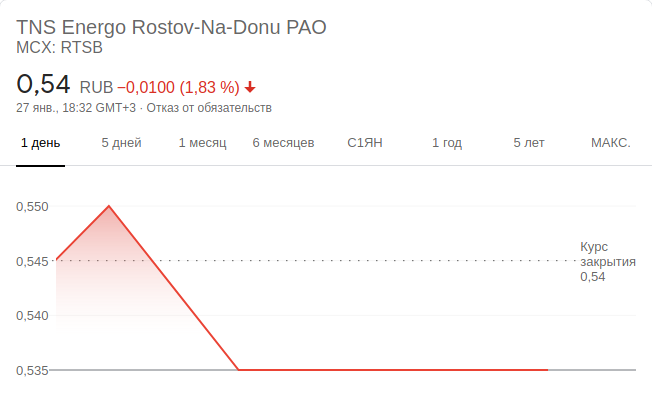 TNS Energo Rostov-Na-Donu PAO
MCX: RTSB
0,54 RUB −0,0100 (1,83 %)
27 янв., 18:32 GMT+3 · Отказ от обязательств
1 день 5 дней 1 месяц 6 месяцев С1ЯН 1 год 5 лет МАКС.
0,550
0,545
0,540
0,535
Курс
закрытия
0,54